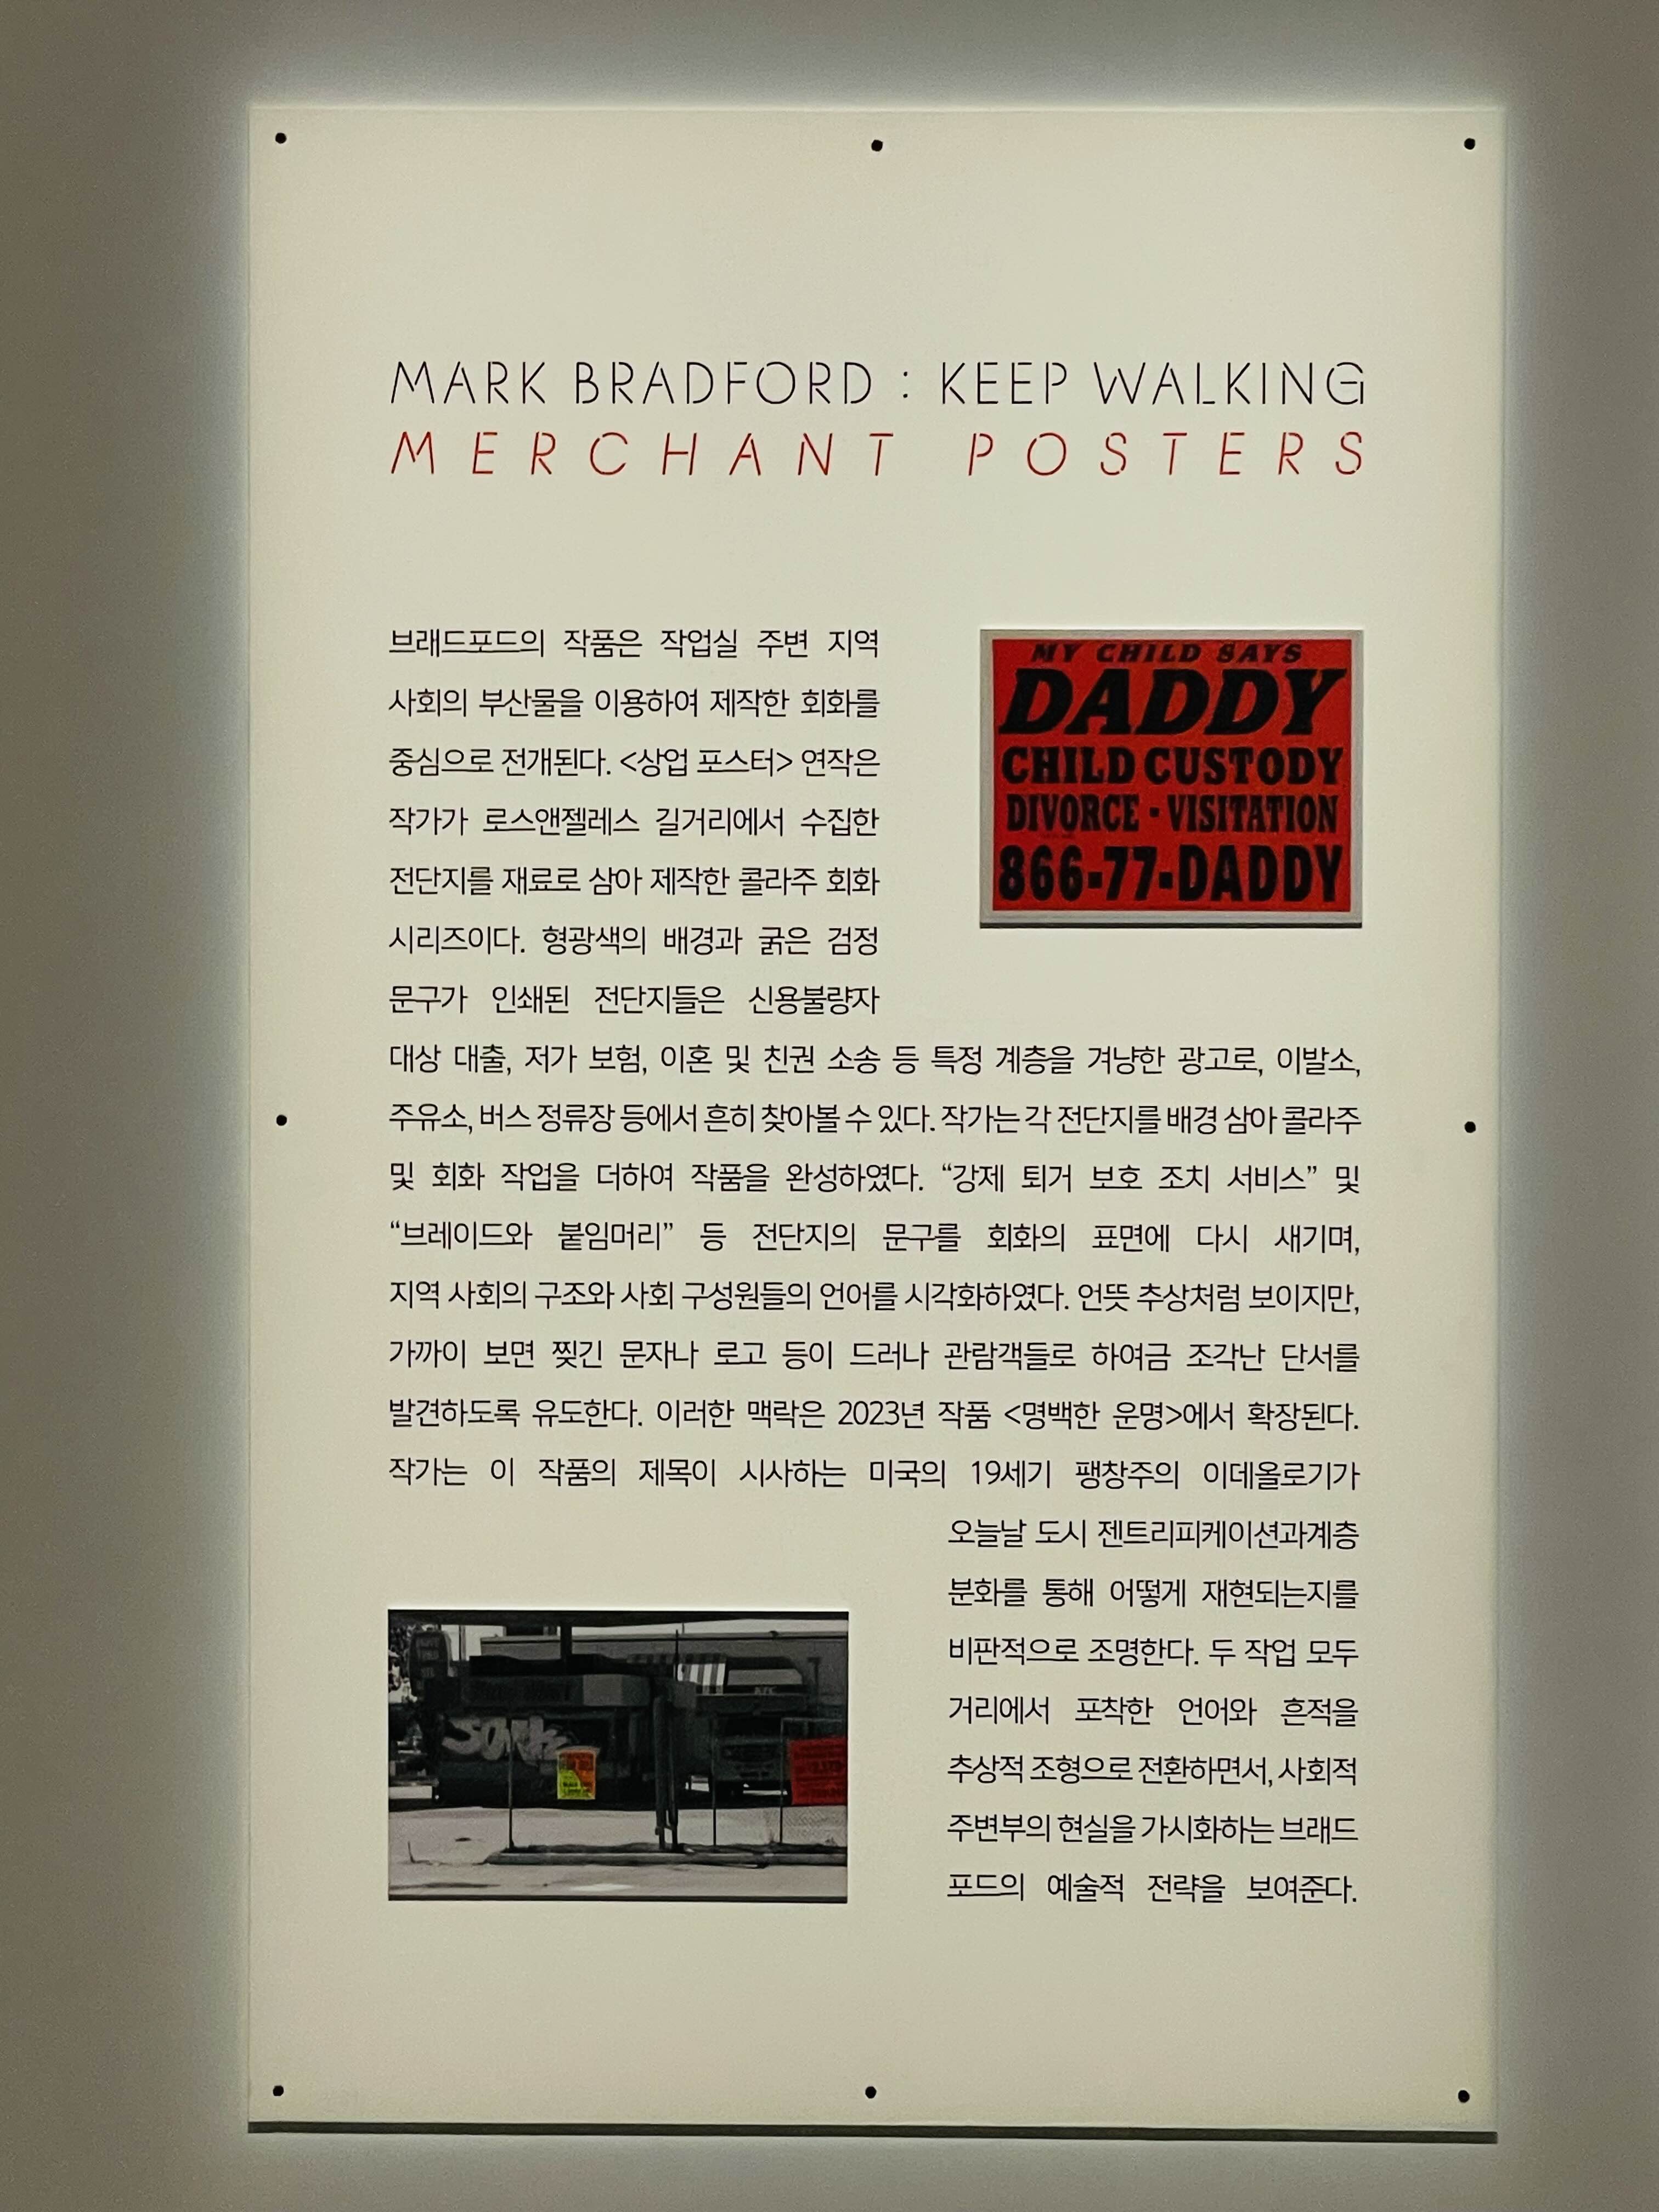 MARK BRADFORD : KEEP WALKING
MERCHANT POSTERS
브래드포드의 작품은 작업실 주변 지역
사회의 부산물을 이용하여 제작한 회화를
중심으로 전개된다. <상업 포스터> 연작은
작가가 로스앤젤레스 길거리에서 수집한
전단지를 재료로 삼아 제작한 콜라주 회화
시리즈이다. 형광색의 배경과 굵은 검정
문구가 인쇄된 전단지들은 신용불량자
대상 대출, 저가 보험, 이혼 및 친권 소송 등 특정 계층을 겨냥한 광고로, 이발소,
주유소, 버스 정류장 등에서 흔히 찾아볼 수 있다. 작가는 각 전단지를 배경 삼아 콜라주
및 회화 작업을 더하여 작품을 완성하였다. “강제 퇴거 보호 조치 서비스” 및
“브레이드와 붙임머리” 등 전단지의 문구를 회화의 표면에 다시 새기며,
지역 사회의 구조와 사회 구성원들의 언어를 시각화하였다. 언뜻 추상처럼 보이지만,
가까이 보면 찢긴 문자나 로고 등이 드러나 관람객들로 하여금 조각난 단서를
발견하도록 유도한다. 이러한 맥락은 2023년 작품 <명백한 운명>에서 확장된다.
작가는 이 작품의 제목이 시사하는 미국의 19세기 팽창주의 이데올로기가
오늘날 도시 젠트리피케이션과계층
분화를 통해 어떻게 재현되는지를
비판적으로 조명한다. 두 작업 모두
거리에서 포착한 언어와 흔적을
추상적 조형으로 전환하면서, 사회적
주변부의 현실을 가시화하는 브래드
포드의 예술적 전략을 보여준다.
MY CHILD SAYS
DADDY
CHILD CUSTODY
DIVORCE - VISITATION
866-77-DADDY